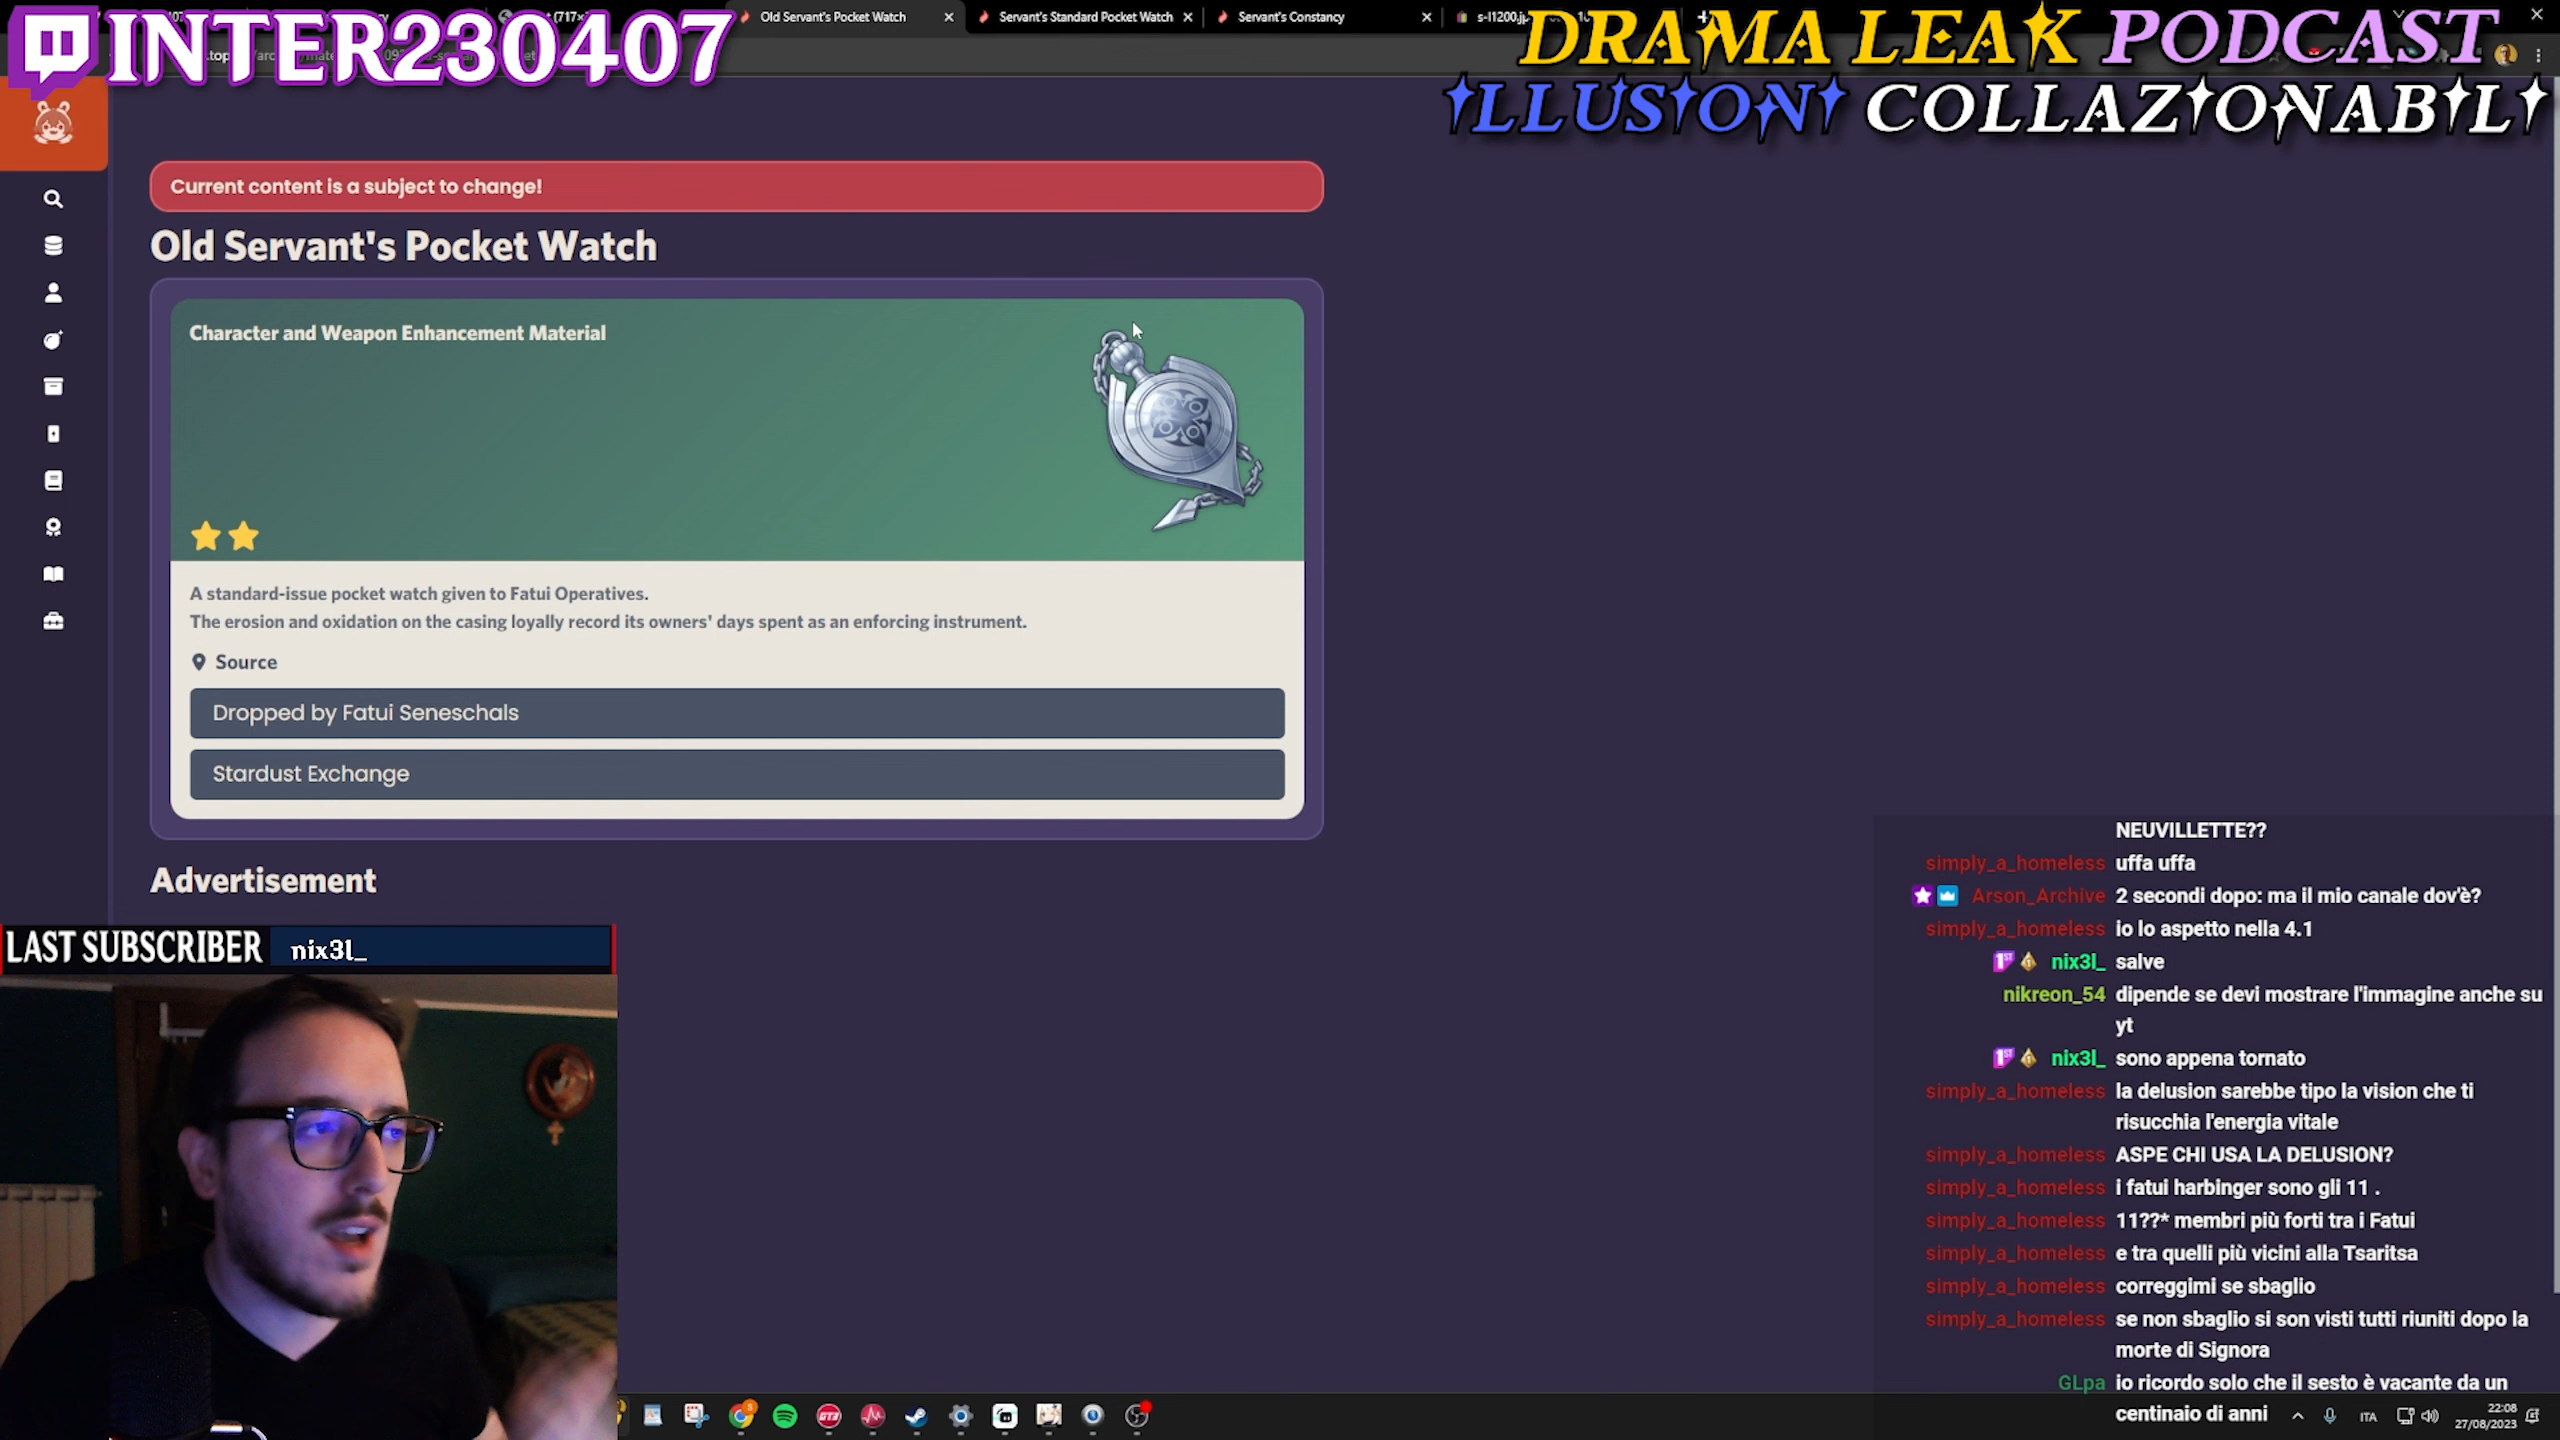 INTER230407
Old Servant's Pocket Watch
Servant's Standard Pocket Watch
Servant's Constancy
DRAMA LEAK PODCAST
ILLUSIONI COLLAZIONABILI
Current content is a subject to change!
Old Servant's Pocket Watch
Character and Weapon Enhancement Material
A standard-issue pocket watch given to Fatui Operatives.
The erosion and oxidation on the casing loyally record its owners' days spent as an enforcing instrument.
Source
Dropped by Fatui Seneschals
Stardust Exchange
Advertisement
LAST SUBSCRIBER nix3l_
NEUVILLETTE??
simply_a_homeless uffa uffa
Arson_Archive 2 secondi dopo: ma il mio canale dov'è?
simply_a_homeless io lo aspetto nella 4.1
nix3l_ salve
nikreon_54 dipende se devi mostrare l'immagine anche su
yt
nix3l_ sono appena tornato
simply_a_homeless la delusion sarebbe tipo la vision che ti
risucchia l'energia vitale
simply_a_homeless ASPE CHI USA LA DELUSION?
simply_a_homeless i fatui harbinger sono gli 11 .
simply_a_homeless 11??* membri più forti tra i Fatui
simply_a_homeless e tra quelli più vicini alla Tsaritsa
simply_a_homeless correggimi se sbaglio
simply_a_homeless se non sbaglio si son visti tutti riuniti dopo la
morte di Signora
GLpa io ricordo solo che il sesto è vacante da un
centinaio di anni
ITA
22:08
27/08/2023